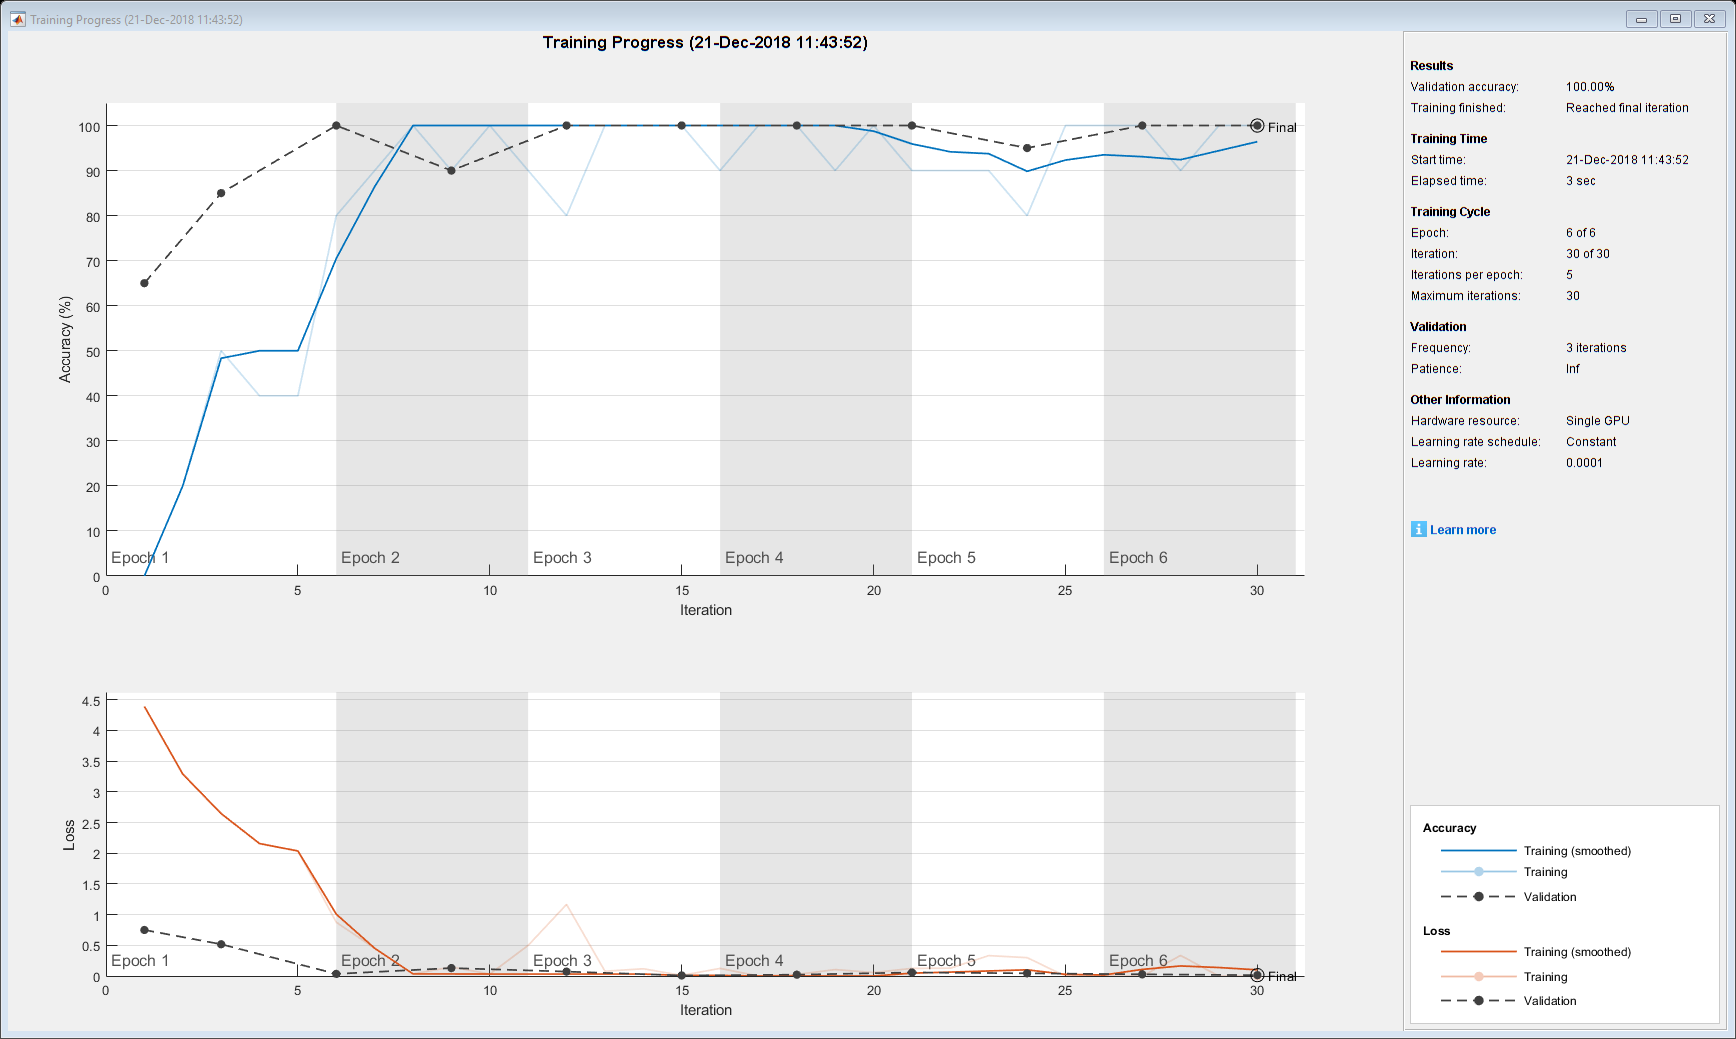 Training Progress (21-Dec-2018 11:43:52)
Training Progress (21-Dec-2018 11:43:52)
100
90
80
70
60
50
40
30
20
10
0
Accuracy (%)
Final
Epoch 1 Epoch 2 Epoch 3 Epoch 4 Epoch 5 Epoch 6
0 5 10 15 20 25 30
Iteration
4.5
4
3.5
3
2.5
2
1.5
1
0.5
0
Loss
Epoch 1 Epoch 2 Epoch 3 Epoch 4 Epoch 5 Epoch 6
Final
0 5 10 15 20 25 30
Iteration
Results
Validation accuracy: 100.00%
Training finished: Reached final iteration
Training Time
Start time: 21-Dec-2018 11:43:52
Elapsed time: 3 sec
Training Cycle
Epoch: 6 of 6
Iteration: 30 of 30
Iterations per epoch: 5
Maximum iterations: 30
Validation
Frequency: 3 iterations
Patience: Inf
Other Information
Hardware resource: Single GPU
Learning rate schedule: Constant
Learning rate: 0.0001
i Learn more
Accuracy
Training (smoothed)
Training
Validation
Loss
Training (smoothed)
Training
Validation